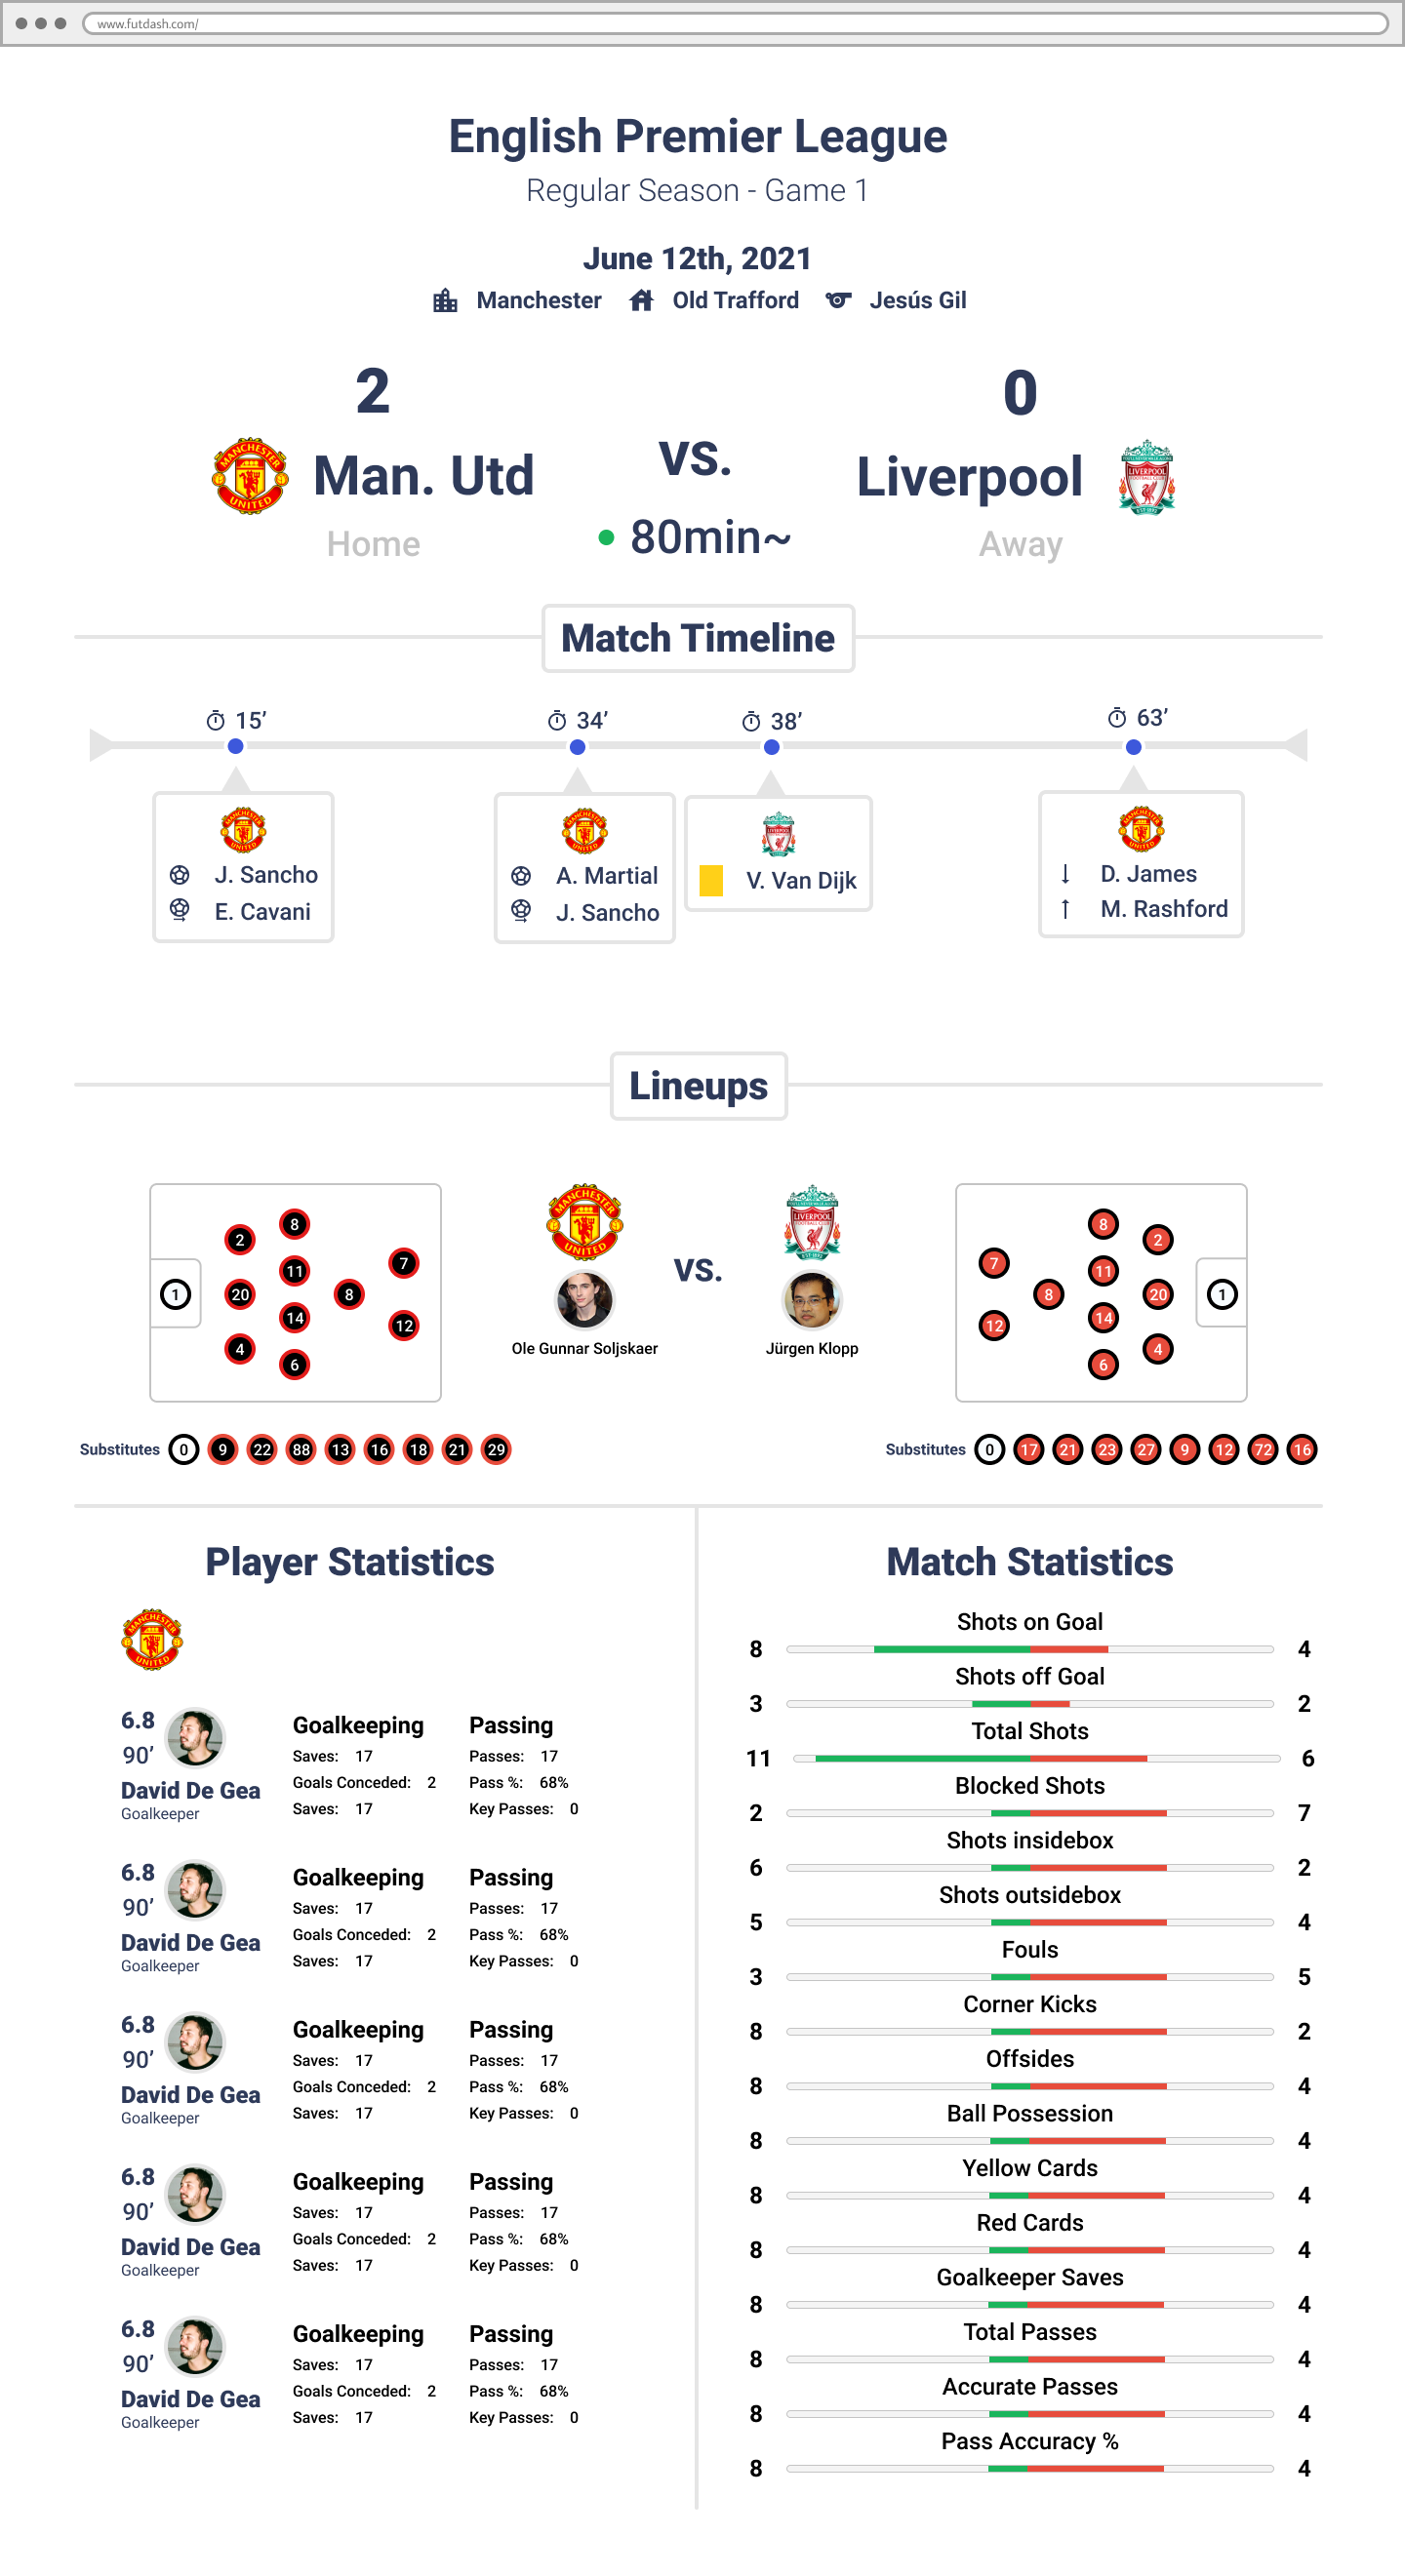 www.futdash.com/
English Premier League
Regular Season - Game 1
June 12th, 2021
Manchester Old Trafford Jesús Gil
2 0
Man. Utd vs. Liverpool
Home 80min~ Away
Match Timeline
15’ 34’ 38’ 63’
J. Sancho
E. Cavani
A. Martial
J. Sancho
V. Van Dijk
D. James
M. Rashford
Lineups
MANCHESTER UNITED
LIVERPOOL
vs.
Ole Gunnar Soljskaer Jürgen Klopp
1 2 20 4 8 11 14 6 8 7 12
7 12 8 8 11 14 6 2 20 4 1
Substitutes 0 9 22 88 13 16 18 21 29
Substitutes 0 17 21 23 27 9 12 72 16
Player Statistics
MANCHESTER UNITED
6.8
90’
David De Gea
Goalkeeper
Goalkeeping
Saves: 17
Goals Conceded: 2
Saves: 17
Passing
Passes: 17
Pass %: 68%
Key Passes: 0
6.8
90’
David De Gea
Goalkeeper
Goalkeeping
Saves: 17
Goals Conceded: 2
Saves: 17
Passing
Passes: 17
Pass %: 68%
Key Passes: 0
6.8
90’
David De Gea
Goalkeeper
Goalkeeping
Saves: 17
Goals Conceded: 2
Saves: 17
Passing
Passes: 17
Pass %: 68%
Key Passes: 0
6.8
90’
David De Gea
Goalkeeper
Goalkeeping
Saves: 17
Goals Conceded: 2
Saves: 17
Passing
Passes: 17
Pass %: 68%
Key Passes: 0
6.8
90’
David De Gea
Goalkeeper
Goalkeeping
Saves: 17
Goals Conceded: 2
Saves: 17
Passing
Passes: 17
Pass %: 68%
Key Passes: 0
Match Statistics
Shots on Goal
8 4
Shots off Goal
3 2
Total Shots
11 6
Blocked Shots
2 7
Shots insidebox
6 2
Shots outsidebox
5 4
Fouls
3 5
Corner Kicks
8 2
Offsides
8 4
Ball Possession
8 4
Yellow Cards
8 4
Red Cards
8 4
Goalkeeper Saves
8 4
Total Passes
8 4
Accurate Passes
8 4
Pass Accuracy %
8 4